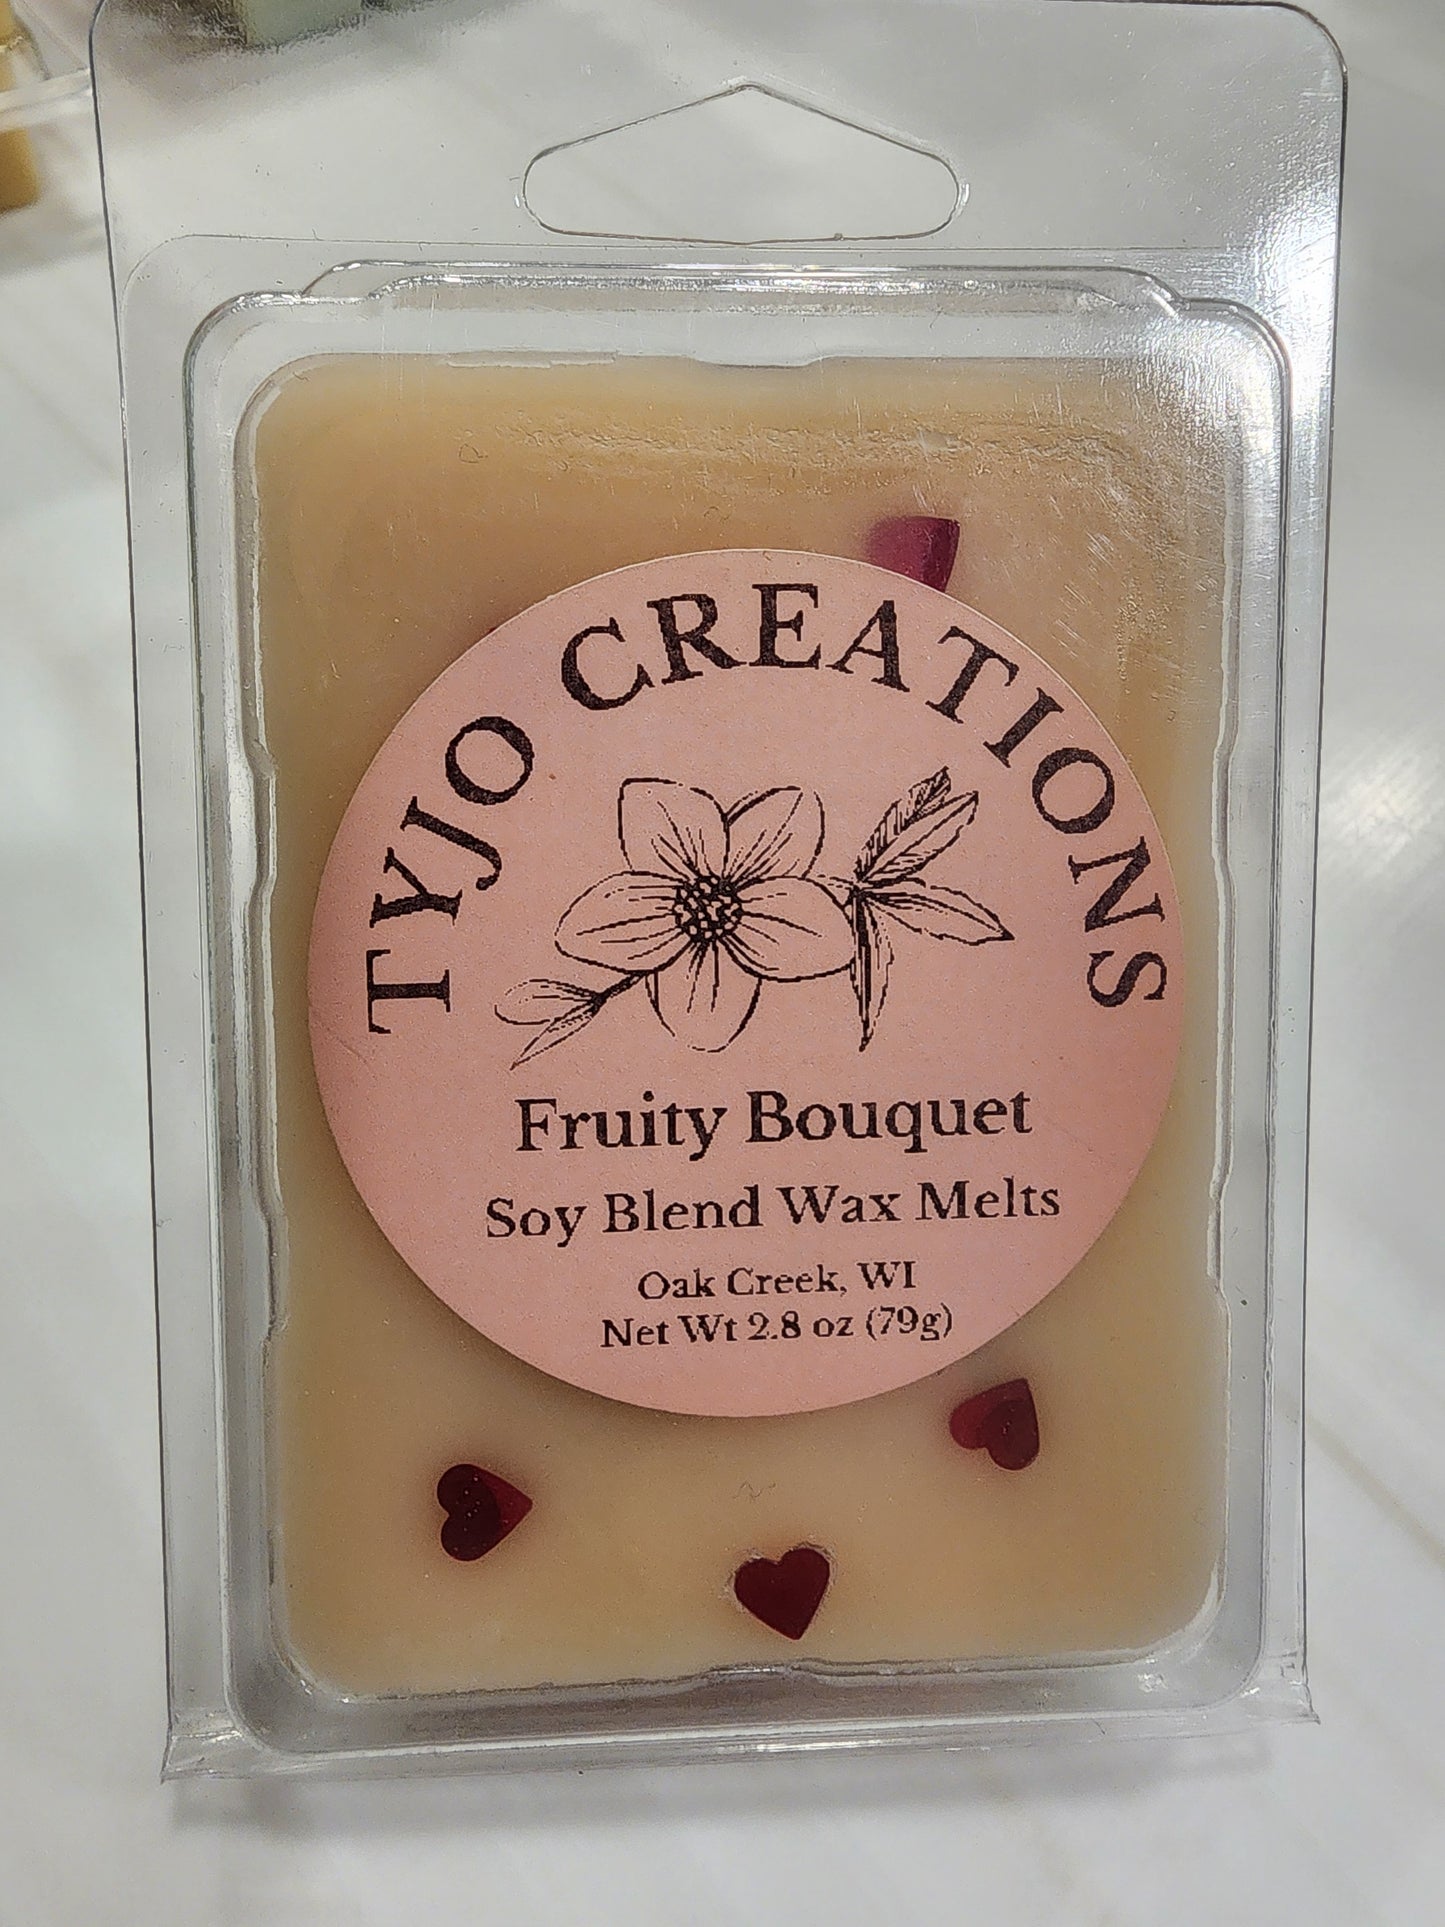 TYJO CREATIONS
Fruity Bouquet
Soy Blend Wax Melts
Oak Creek, WI
Net Wt 2.8 oz (79g)